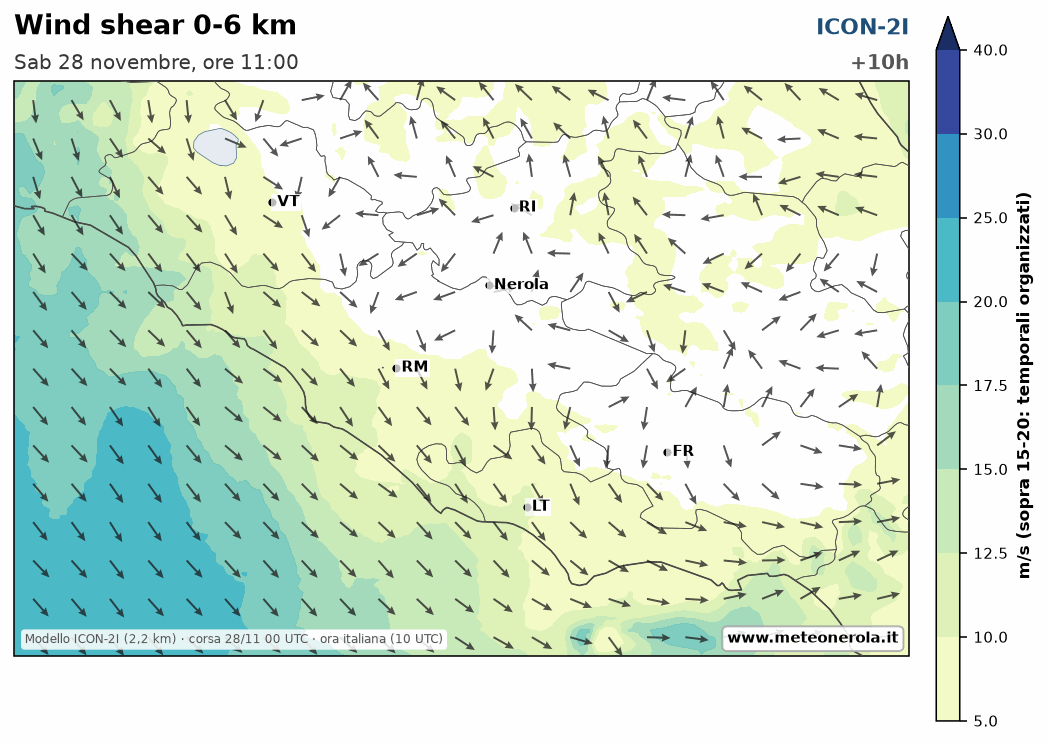 Wind shear 0-6 km
ICON-2I
Sab 28 novembre, ore 11:00
+10h
VT
RI
Nerola
RM
FR
LT
Modello ICON-2I (2,2 km) · corsa 28/11 00 UTC · ora italiana (10 UTC)
www.meteonerola.it
40.0
30.0
25.0
20.0
17.5
15.0
12.5
10.0
5.0
m/s (sopra 15-20: temporali organizzati)